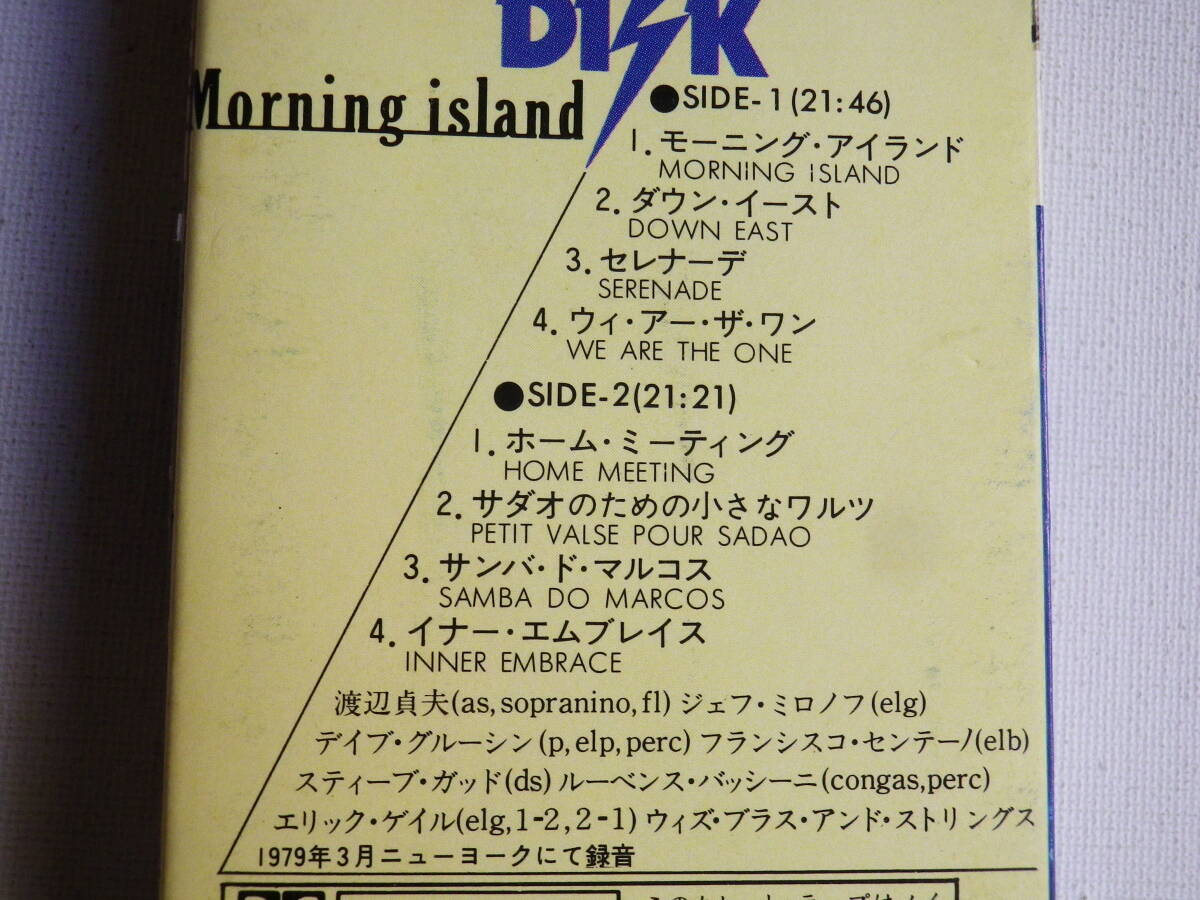 DISK
Morning island
●SIDE-1(21:46)
1.モーニング・アイランド
MORNING ISLAND
2.ダウン・イースト
DOWN EAST
3.セレナーデ
SERENADE
4.ウィ・アー・ザ・ワン
WE ARE THE ONE
●SIDE-2(21:21)
1.ホーム・ミーティング
HOME MEETING
2.サダオのための小さなワルツ
PETIT VALSE POUR SADAO
3.サンバ・ド・マルコス
SAMBA DO MARCOS
4.イナー・エムブレイス
INNER EMBRACE
渡辺貞夫(as,sopranino,fl) ジェフ・ミロノフ(elg)
デイブ・グルーシン(p,elp,perc) フランシスコ・センテーノ(elb)
スティーブ・ガッド(ds) ルーベンス・バッシーニ(congas,perc)
エリック・ゲイル(elg,1-2,2-1) ウィズ・ブラス・アンド・ストリングス
1979年3月ニューヨークにて録音